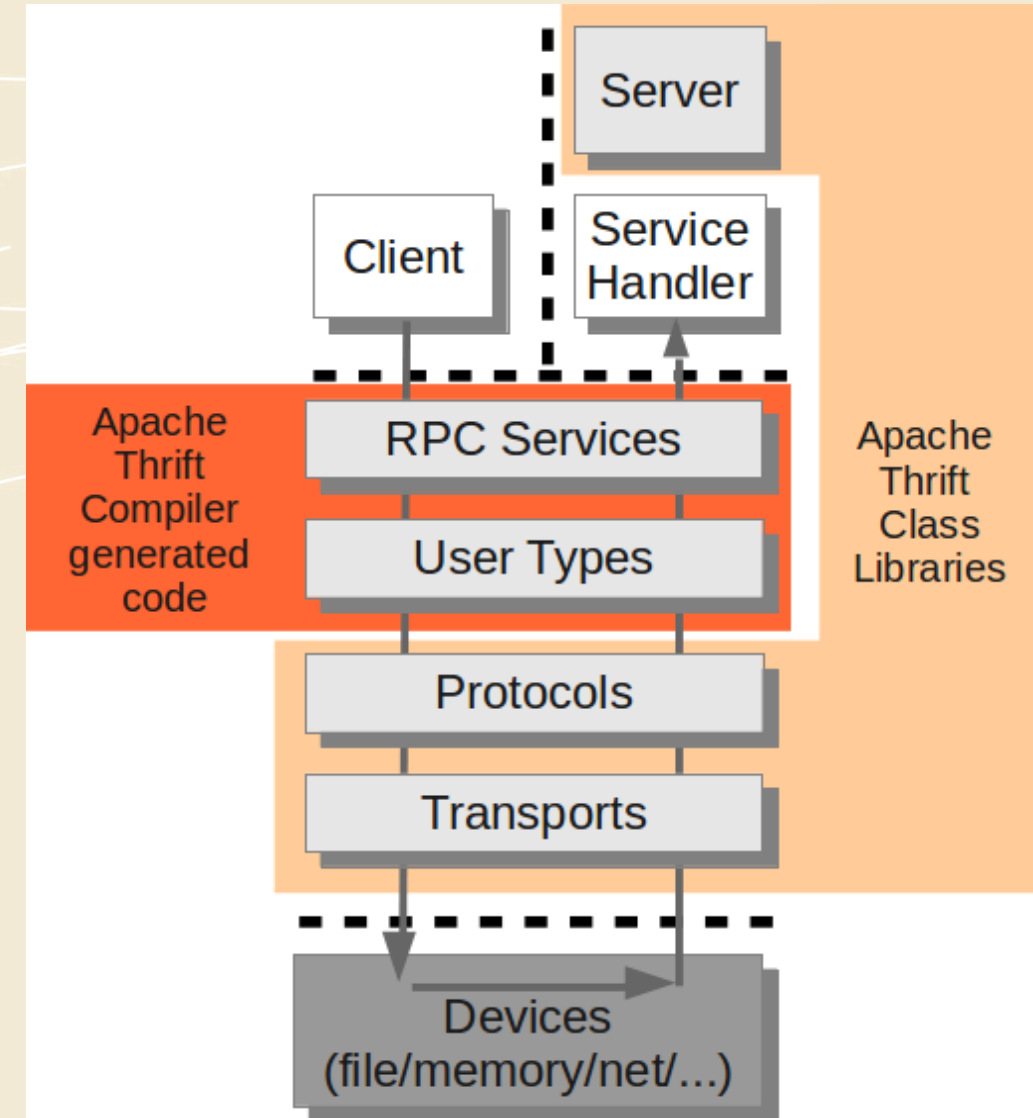 Server
Client
Service
Handler
Apache
Thrift
Compiler
generated
code
RPC Services
User Types
Apache
Thrift
Class
Libraries
Protocols
Transports
Devices
(file/memory/net/...)